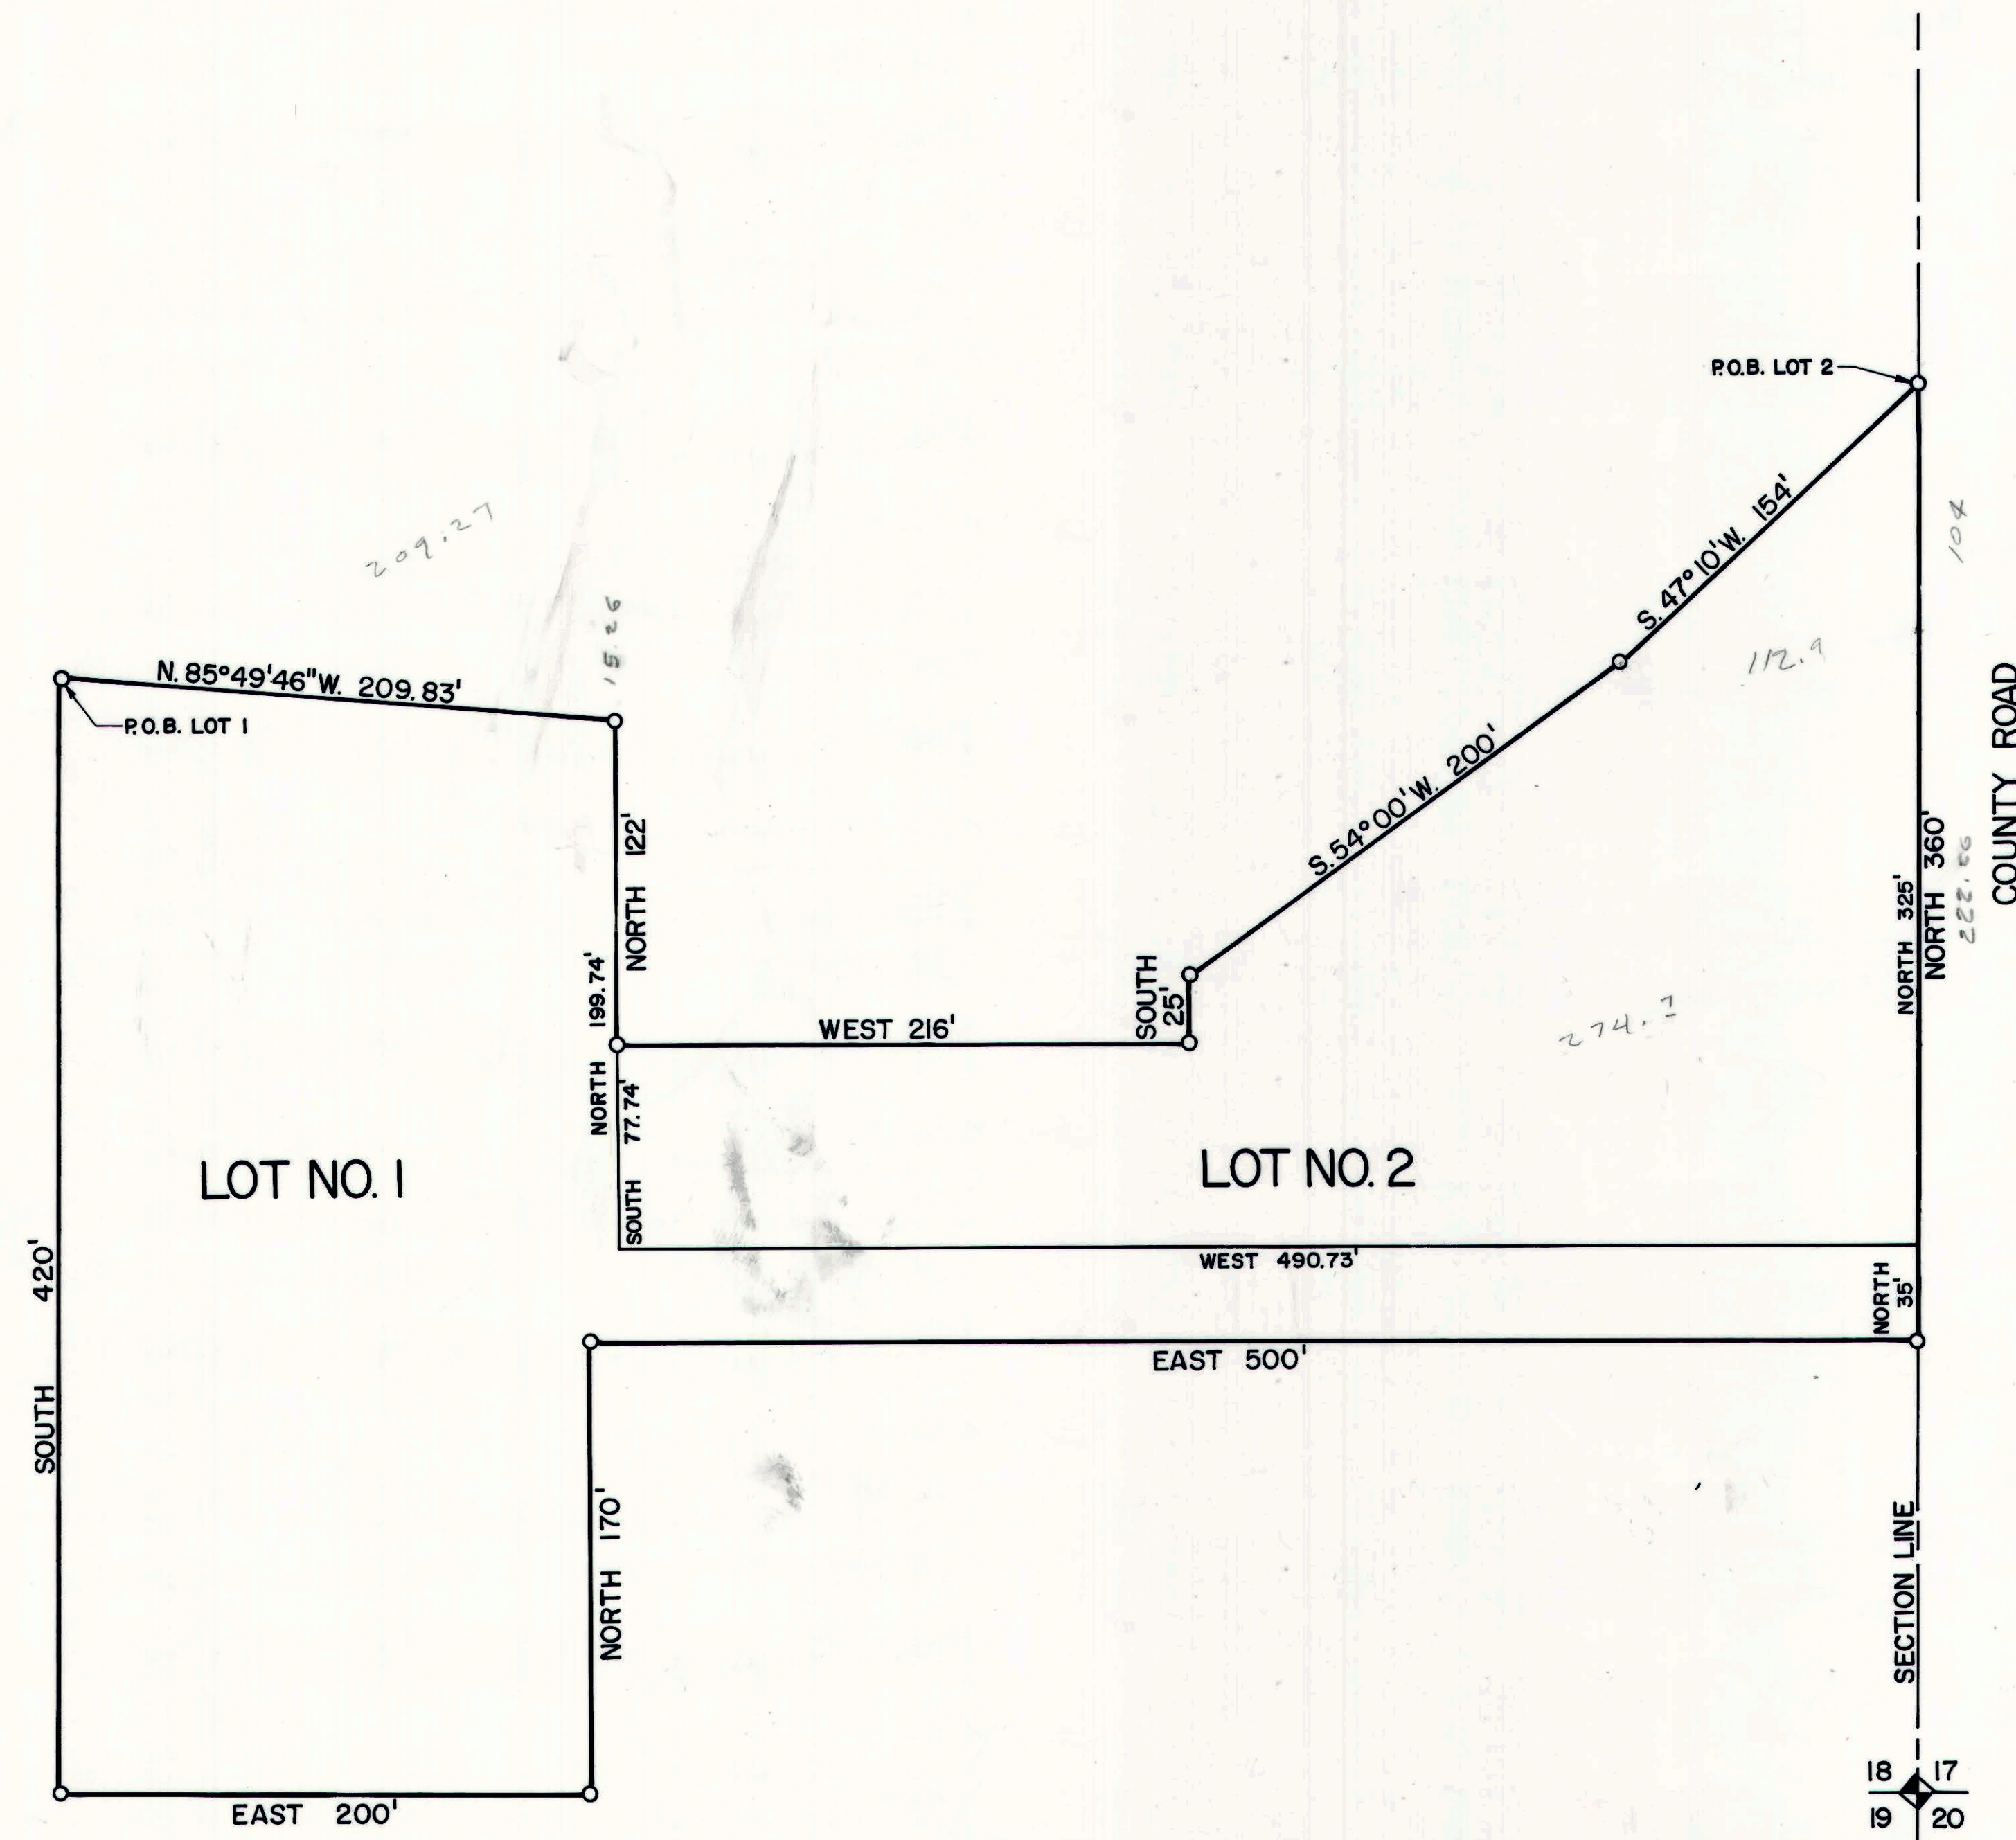 P.O.B. LOT 2
S. 47°10'W. 154'
104
209.27
15.26
112.9
N. 85°49'46"W. 209.83'
P.O.B. LOT 1
S. 54°00'W. 200'
NORTH 122'
NORTH 199.74'
SOUTH 77.74'
WEST 216'
SOUTH
25'
NORTH 325'
NORTH 360'
COUNTY ROAD
LOT NO. 1
LOT NO. 2
WEST 490.73'
NORTH
35'
EAST 500'
SOUTH 420'
NORTH 170'
SECTION LINE
EAST 200'
18 17
19 20